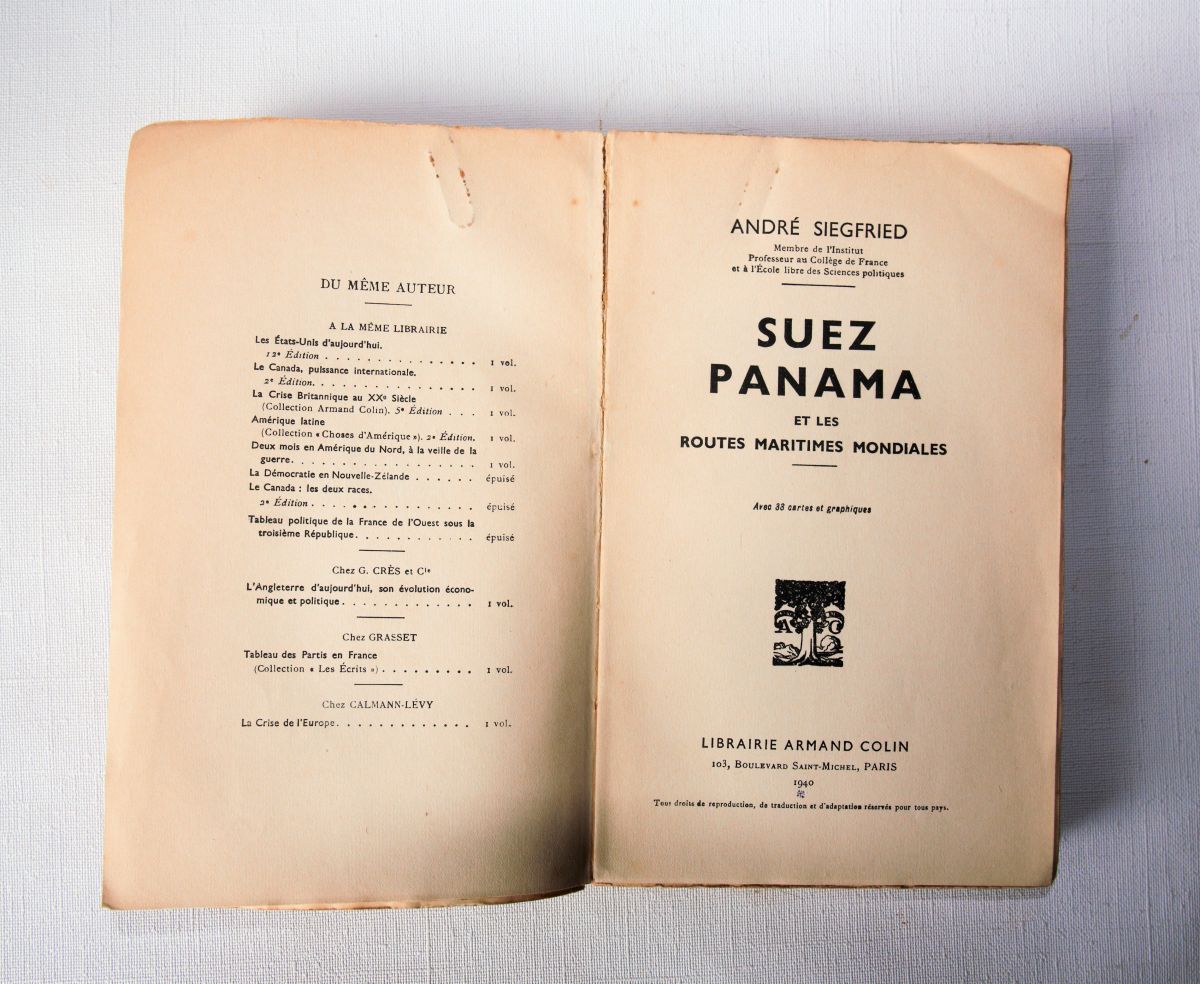 DU MÊME AUTEUR
A LA MÊME LIBRAIRIE
Les États-Unis d'aujourd'hui.
12e Édition . . . . . . . . . . . . . . . 1 vol.
Le Canada, puissance internationale.
2e Édition. . . . . . . . . . . . . . . . 1 vol.
La Crise Britannique au XXe Siècle
(Collection Armand Colin). 5e Édition . . . 1 vol.
Amérique latine
(Collection « Choses d'Amérique »). 2e Édition. 1 vol.
Deux mois en Amérique du Nord, à la veille de la
guerre. . . . . . . . . . . . . . . . . . . 1 vol.
La Démocratie en Nouvelle-Zélande . . . . . . épuisé
Le Canada : les deux races.
2e Édition . . . . . . . . . . . . . . . . épuisé
Tableau politique de la France de l'Ouest sous la
troisième République. . . . . . . . . . . . épuisé
Chez G. CRÈS et Cie
L'Angleterre d'aujourd'hui, son évolution écono-
mique et politique . . . . . . . . . . . . . 1 vol.
Chez GRASSET
Tableau des Partis en France
(Collection « Les Écrits ») . . . . . . . . . 1 vol.
Chez CALMANN-LÉVY
La Crise de l'Europe. . . . . . . . . . . . . 1 vol.
ANDRÉ SIEGFRIED
Membre de l'Institut
Professeur au Collège de France
et à l'École libre des Sciences politiques
SUEZ
PANAMA
ET LES
ROUTES MARITIMES MONDIALES
Avec 38 cartes et graphiques
A C
LIBRAIRIE ARMAND COLIN
103, BOULEVARD SAINT-MICHEL, PARIS
1940
Tous droits de reproduction, de traduction et d'adaptation réservés pour tous pays.